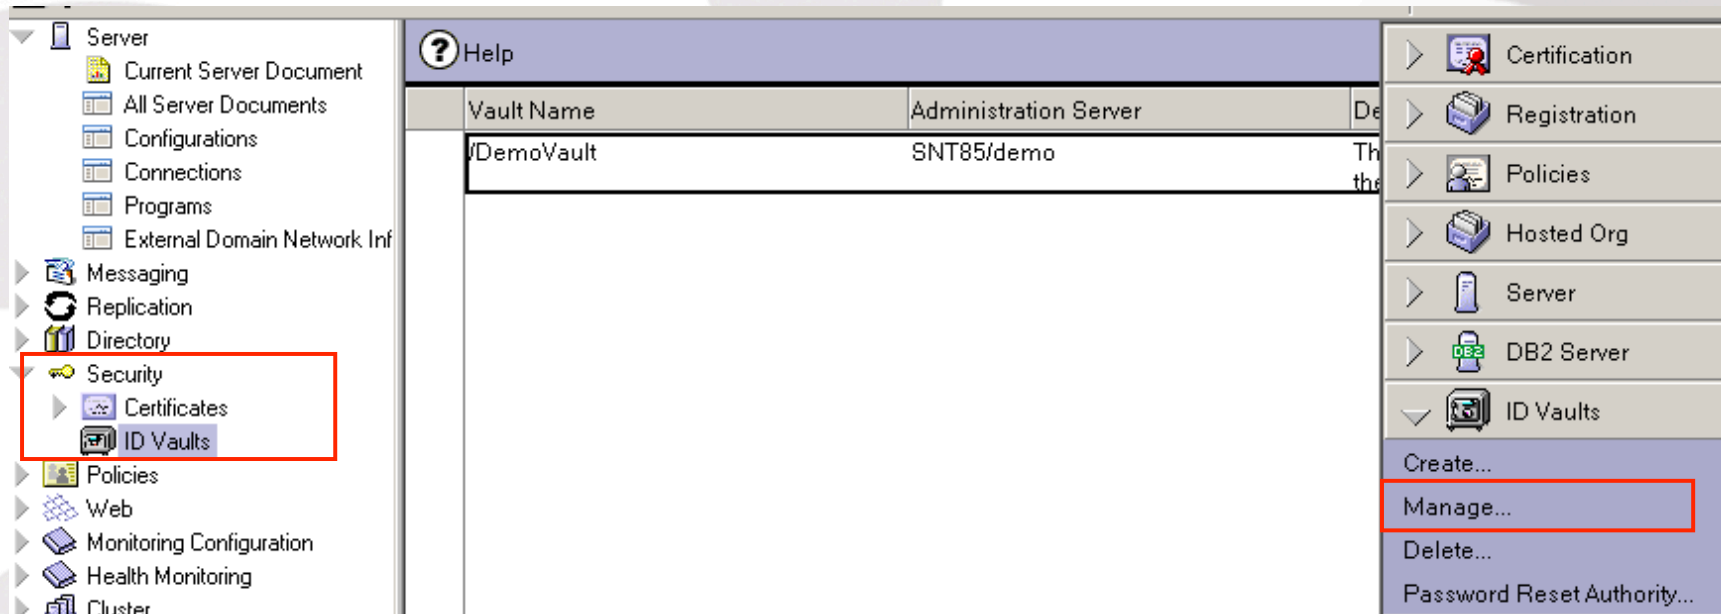 Server
Current Server Document
All Server Documents
Configurations
Connections
Programs
External Domain Network Inf
Messaging
Replication
Directory
Security
Certificates
ID Vaults
Policies
Web
Monitoring Configuration
Health Monitoring
Cluster
? Help
Vault Name Administration Server De
/DemoVault SNT85/demo Th
the
Certification
Registration
Policies
Hosted Org
Server
DB2 DB2 Server
ID Vaults
Create...
Manage...
Delete...
Password Reset Authority...